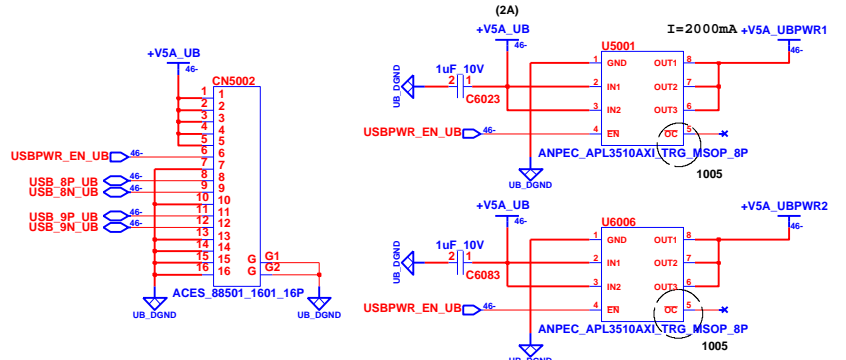 (2A)
+V5A_UB
46-
I=2000mA
+V5A_UBPWR1
46-
U5001
1 GND OUT1 8
2 IN1 OUT2 7
3 IN2 OUT3 6
4 EN OC 5
1uF_10V
2 1
C6023
UB_DGND
USBPWR_EN_UB 46-
ANPEC_APL3510AXI_TRG_MSOP_8P
1005
UB_DGND
+V5A_UB
46-
CN5002
1 1
2 2
3 3
4 4
5 5
6 6
7 7
8 8
9 9
10 10
11 11
12 12
13 13
14 14
15 15 G G1
16 16 G G2
USBPWR_EN_UB 46-
USB_8P_UB 46-
USB_8N_UB 46-
USB_9P_UB 46-
USB_9N_UB 46-
ACES_88501_1601_16P
UB_DGND
UB_DGND
+V5A_UB
46-
+V5A_UBPWR2
46-
U6006
1 GND OUT1 8
2 IN1 OUT2 7
3 IN2 OUT3 6
4 EN OC 5
1uF_10V
2 1
C6083
UB_DGND
USBPWR_EN_UB 46-
ANPEC_APL3510AXI_TRG_MSOP_8P
1005
UB_DGND